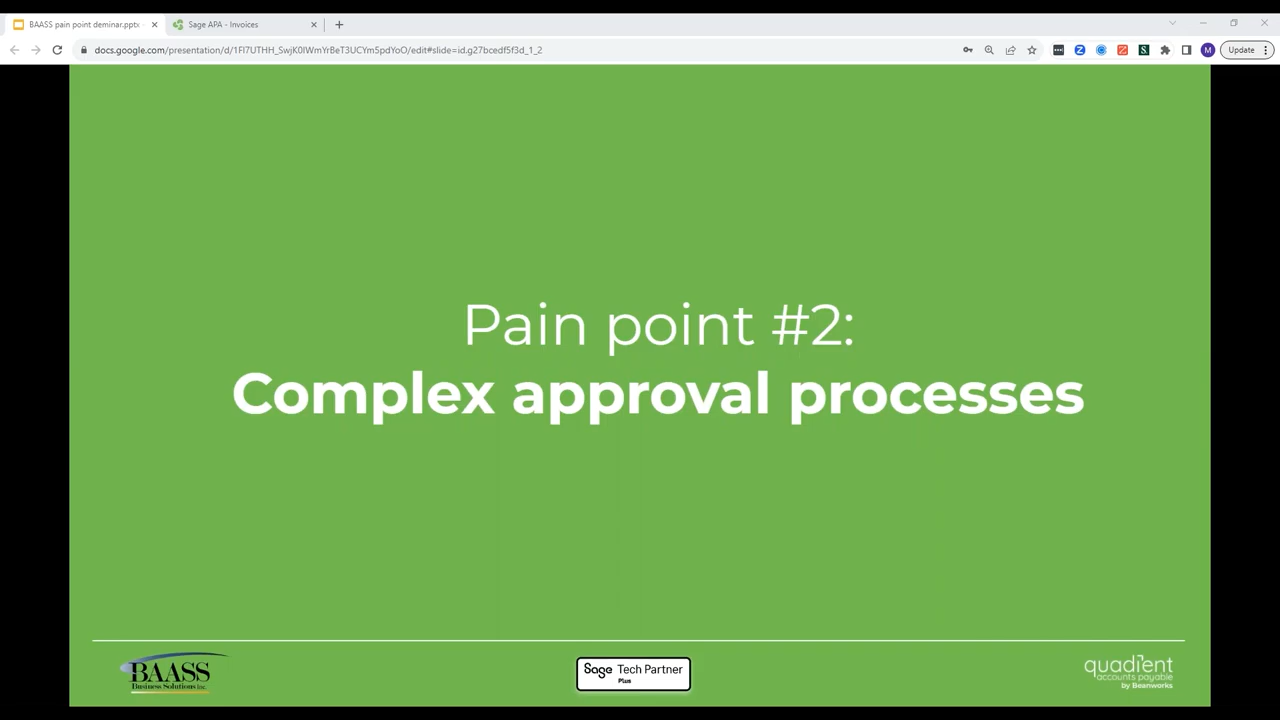 BAASS pain point deminar.pptx
Sage APA - Invoices
docs.google.com/presentation/d/1Fl7UTHH_SwjK0lWmYrBeT3UCYm5pdYoO/edit#slide=id.g27bcedf5f3d_1_2
M
Update
Pain point #2:
Complex approval processes
BAASS
Business Solutions Inc.
Sage Tech Partner
Plus
quadient
accounts payable
by Beanworks